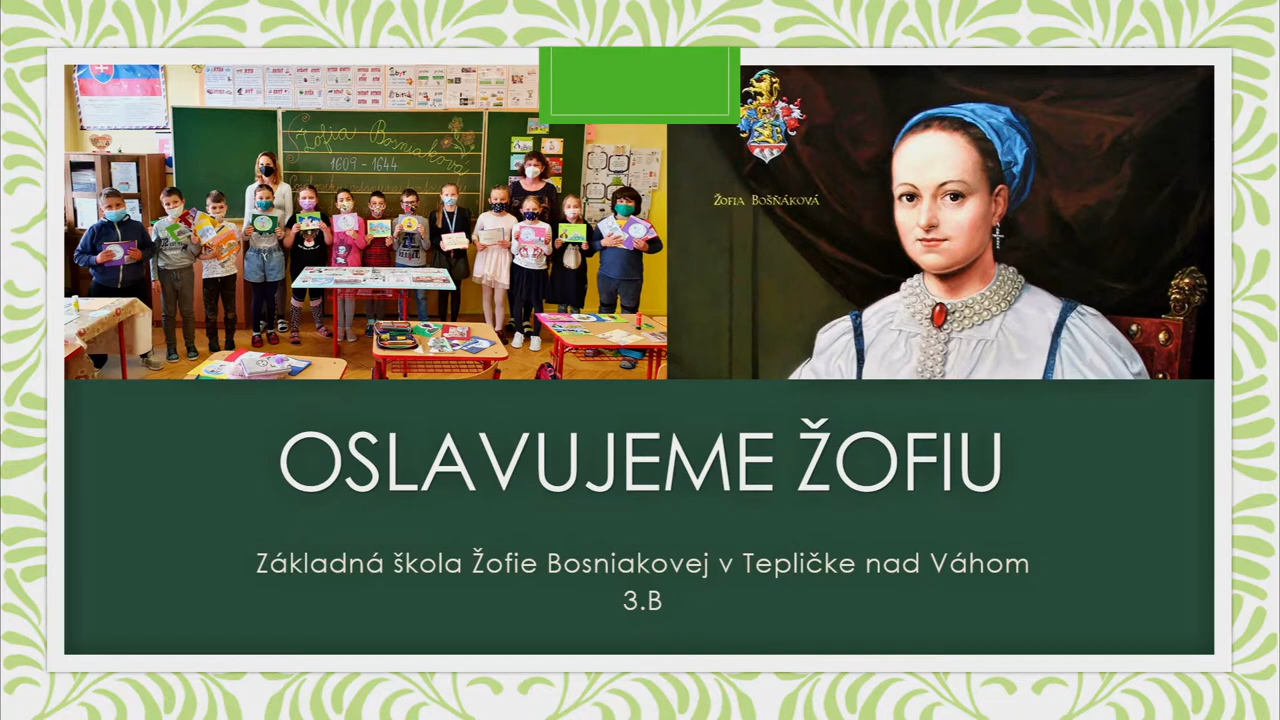 Žofia Bosniaková
1609 - 1644
ŽOFIA BOŠŇÁKOVÁ
OSLAVUJEME ŽOFIU
Základná škola Žofie Bosniakovej v Tepličke nad Váhom
3.B